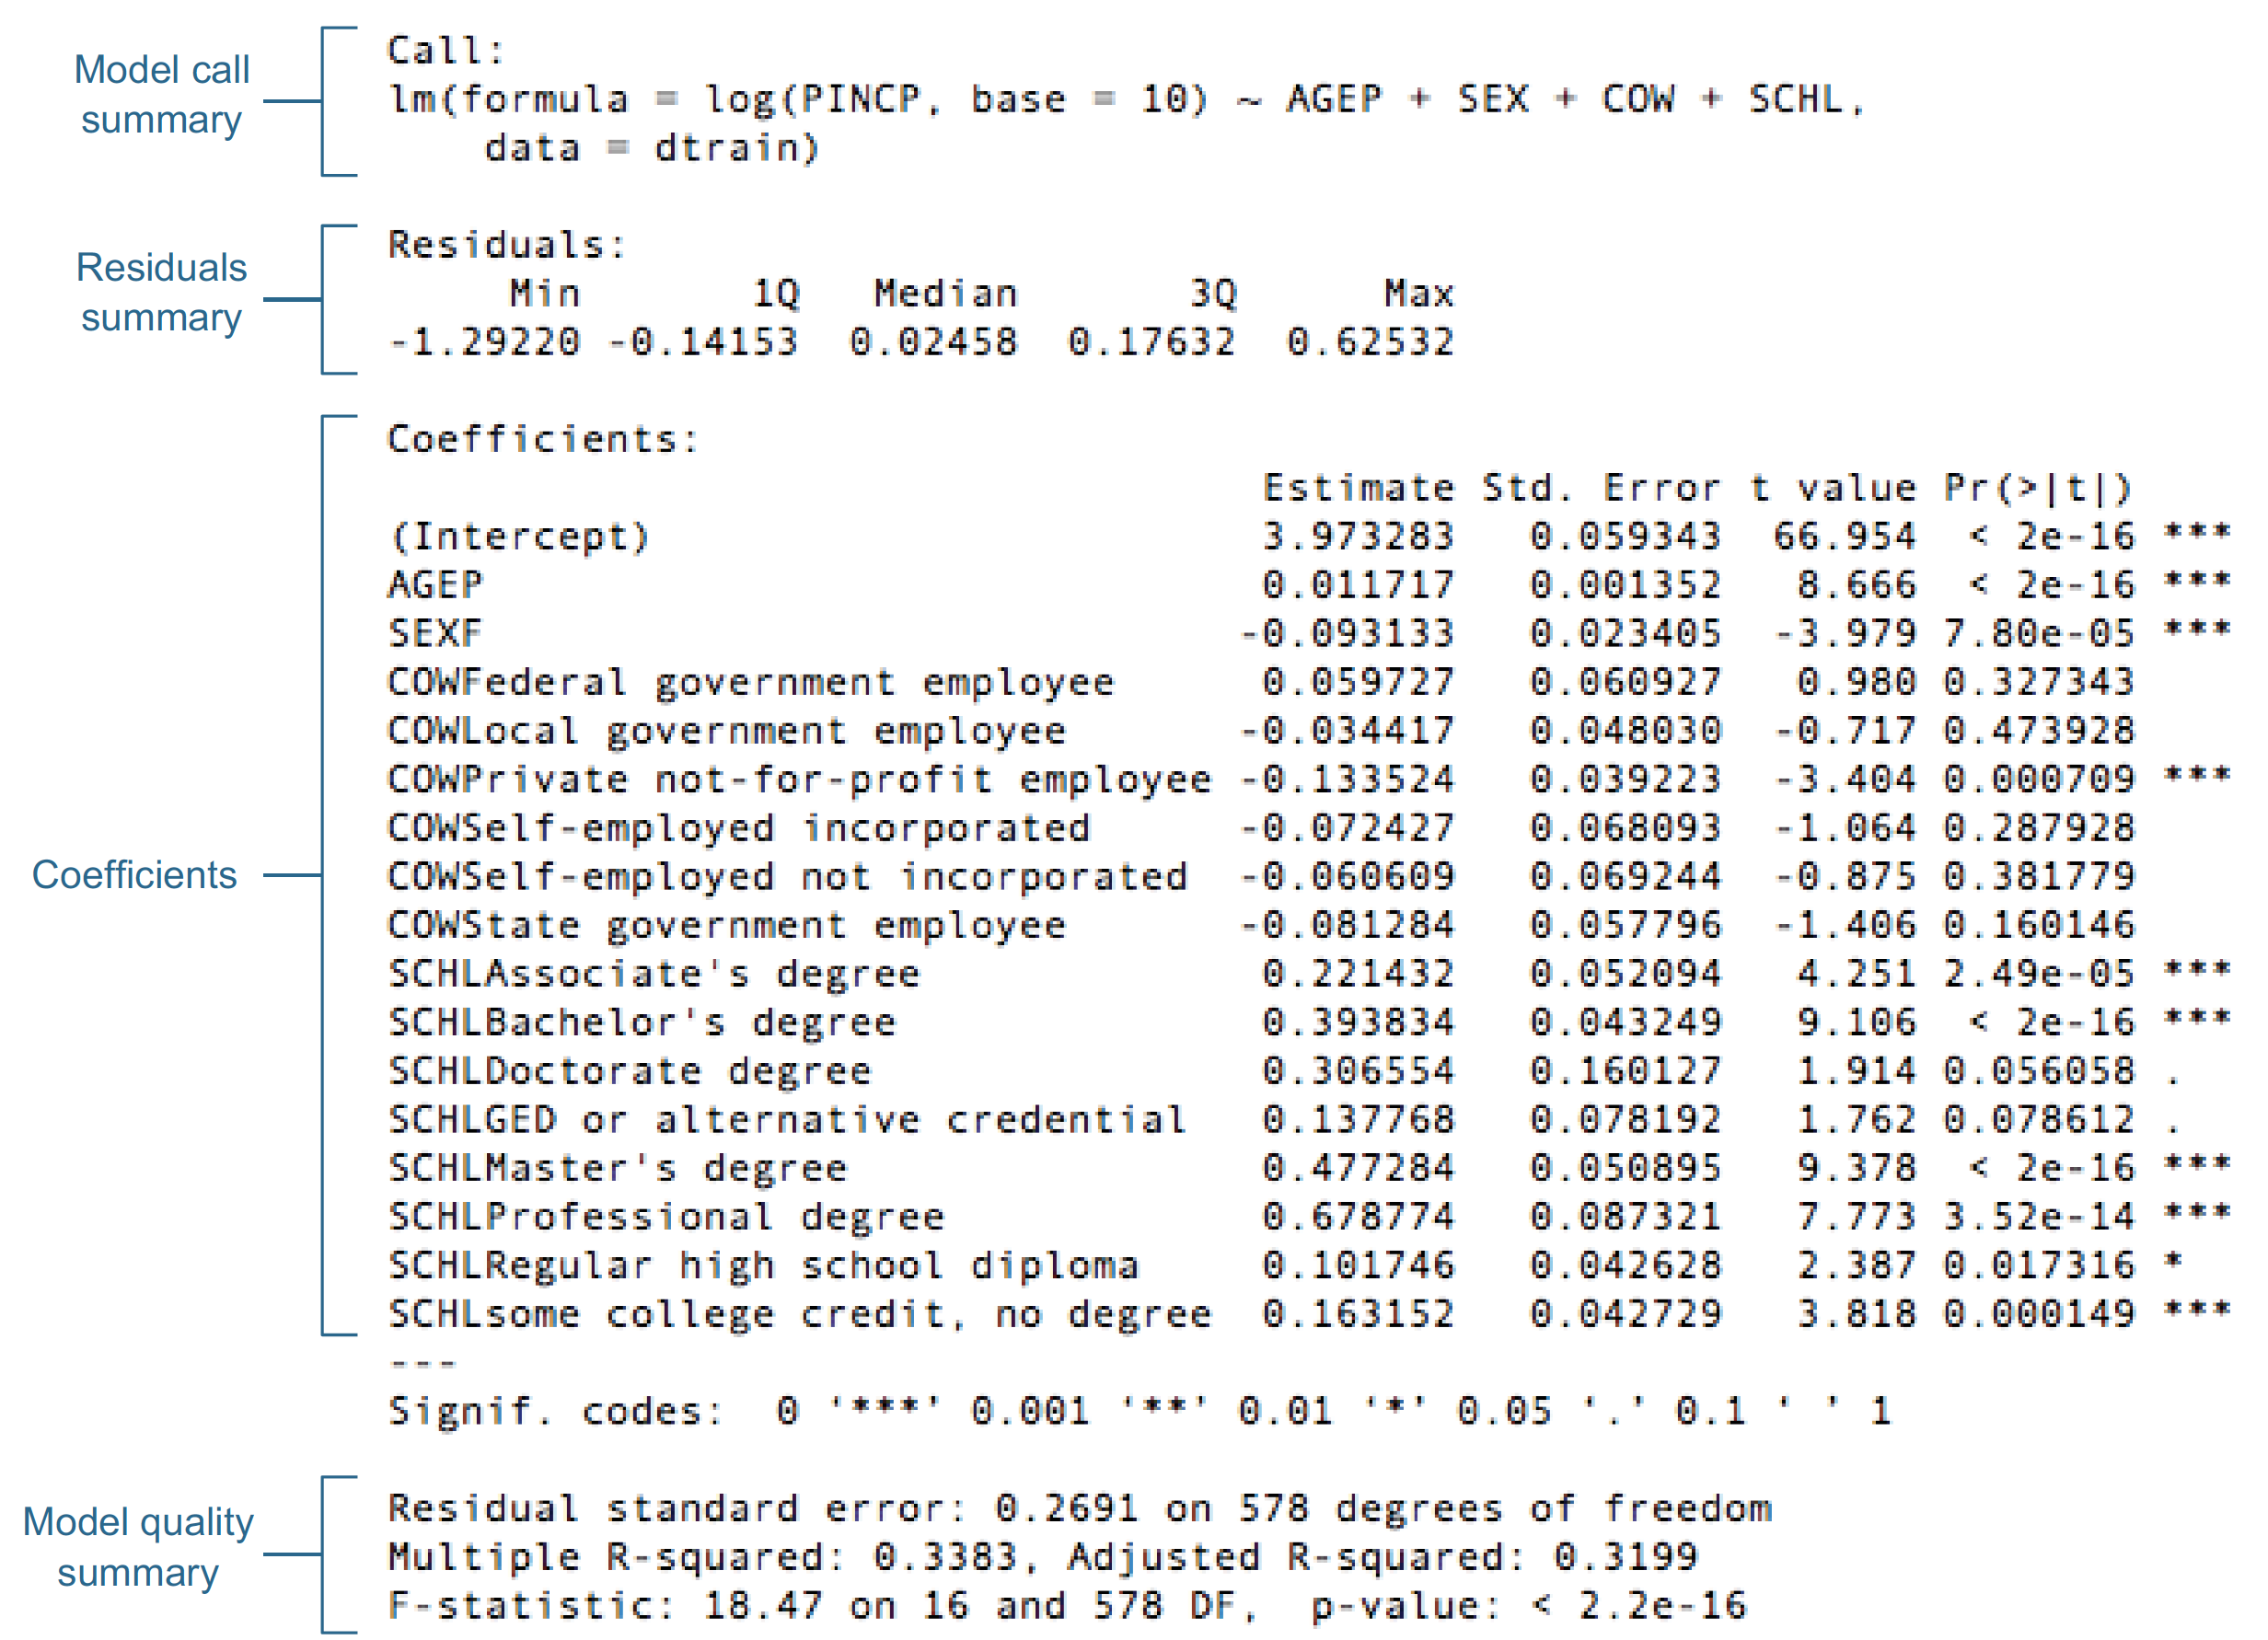 Model call
summary
Call:
lm(formula = log(PINCP, base = 10) ~ AGEP + SEX + COW + SCHL,
data = dtrain)
Residuals
summary
Residuals:
Min 1Q Median 3Q Max
-1.29220 -0.14153 0.02458 0.17632 0.62532
Coefficients
Coefficients:
Estimate Std. Error t value Pr(>|t|)
(Intercept) 3.973283 0.059343 66.954 < 2e-16 ***
AGEP 0.011717 0.001352 8.666 < 2e-16 ***
SEXF -0.093133 0.023405 -3.979 7.80e-05 ***
COWFederal government employee 0.059727 0.060927 0.980 0.327343
COWLocal government employee -0.034417 0.048030 -0.717 0.473928
COWPrivate not-for-profit employee -0.133524 0.039223 -3.404 0.000709 ***
COWSelf-employed incorporated -0.072427 0.068093 -1.064 0.287928
COWSelf-employed not incorporated -0.060609 0.069244 -0.875 0.381779
COWState government employee -0.081284 0.057796 -1.406 0.160146
SCHLAssociate's degree 0.221432 0.052094 4.251 2.49e-05 ***
SCHLBachelor's degree 0.393834 0.043249 9.106 < 2e-16 ***
SCHLDoctorate degree 0.306554 0.160127 1.914 0.056058 .
SCHLGED or alternative credential 0.137768 0.078192 1.762 0.078612 .
SCHLMaster's degree 0.477284 0.050895 9.378 < 2e-16 ***
SCHLProfessional degree 0.678774 0.087321 7.773 3.52e-14 ***
SCHLRegular high school diploma 0.101746 0.042628 2.387 0.017316 *
SCHLsome college credit, no degree 0.163152 0.042729 3.818 0.000149 ***
---
Signif. codes: 0 '***' 0.001 '**' 0.01 '*' 0.05 '.' 0.1 ' ' 1
Model quality
summary
Residual standard error: 0.2691 on 578 degrees of freedom
Multiple R-squared: 0.3383, Adjusted R-squared: 0.3199
F-statistic: 18.47 on 16 and 578 DF, p-value: < 2.2e-16